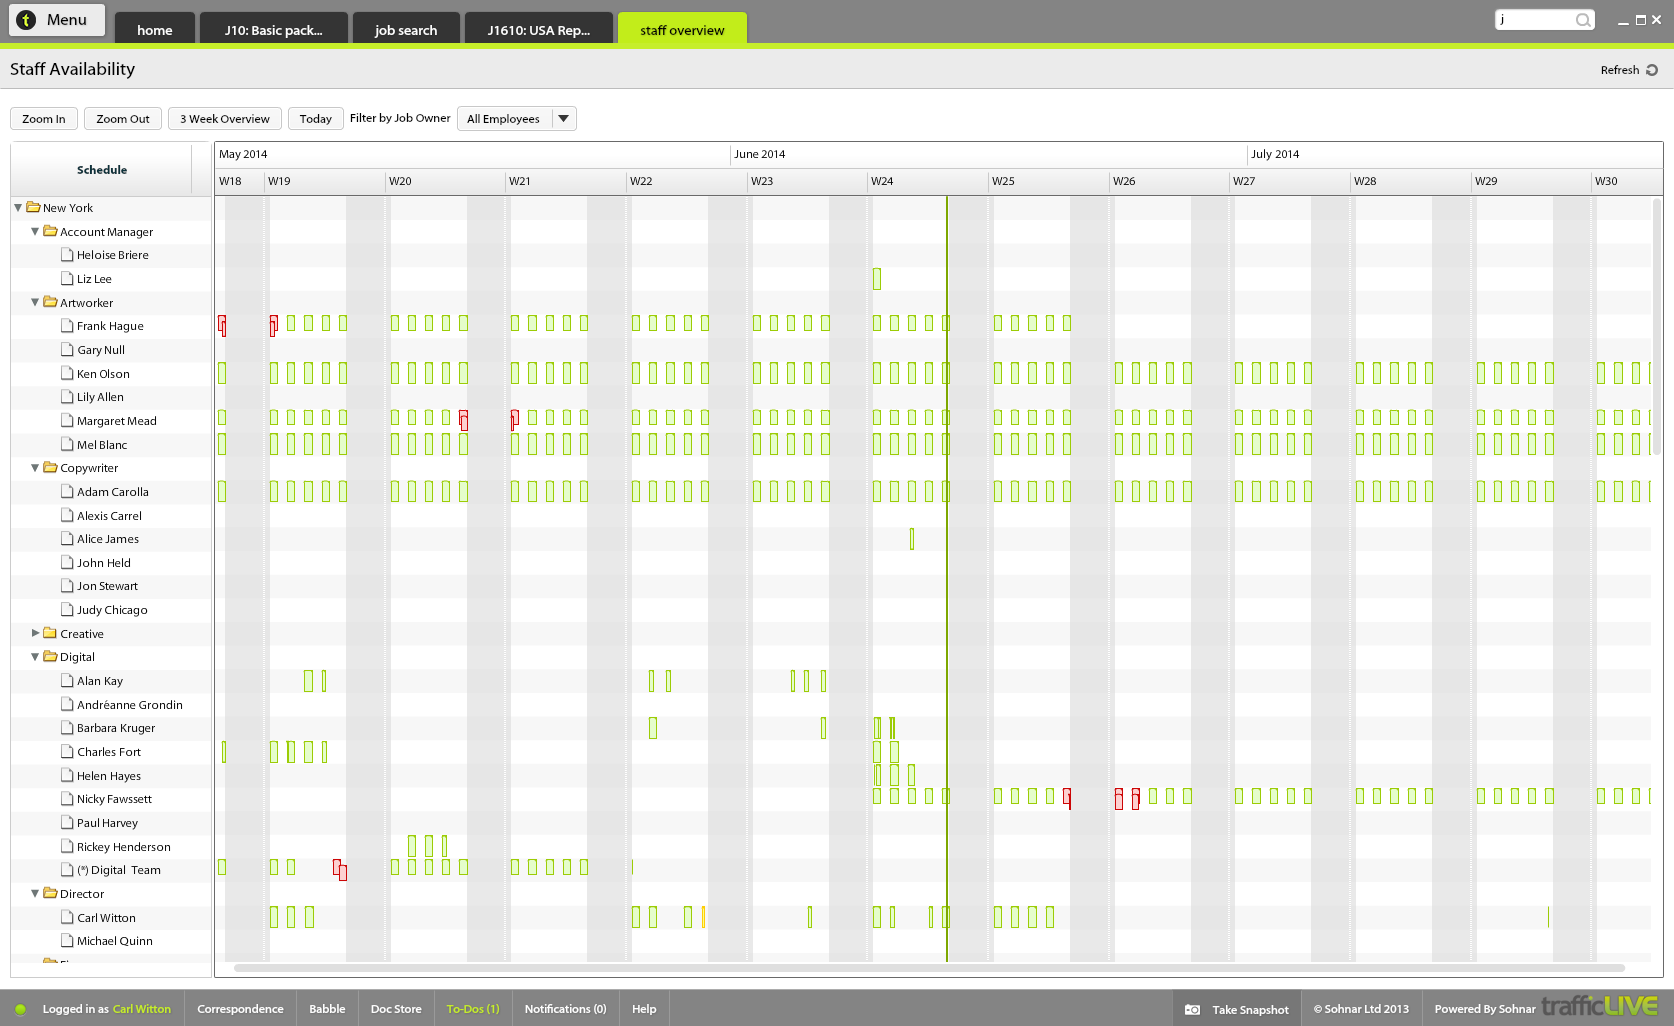 t Menu home J10: Basic pack... job search J1610: USA Rep... staff overview j
Staff Availability Refresh
Zoom In Zoom Out 3 Week Overview Today Filter by Job Owner All Employees
May 2014 June 2014 July 2014
Schedule
W18 W19 W20 W21 W22 W23 W24 W25 W26 W27 W28 W29 W30
New York
Account Manager
Heloise Briere
Liz Lee
Artworker
Frank Hague
Gary Null
Ken Olson
Lily Allen
Margaret Mead
Mel Blanc
Copywriter
Adam Carolla
Alexis Carrel
Alice James
John Held
Jon Stewart
Judy Chicago
Creative
Digital
Alan Kay
Andréanne Grondin
Barbara Kruger
Charles Fort
Helen Hayes
Nicky Fawssett
Paul Harvey
Rickey Henderson
(*) Digital Team
Director
Carl Witton
Michael Quinn
Logged in as Carl Witton Correspondence Babble Doc Store To-Dos (1) Notifications (0) Help Take Snapshot © Sohnar Ltd 2013 Powered By Sohnar trafficLIVE